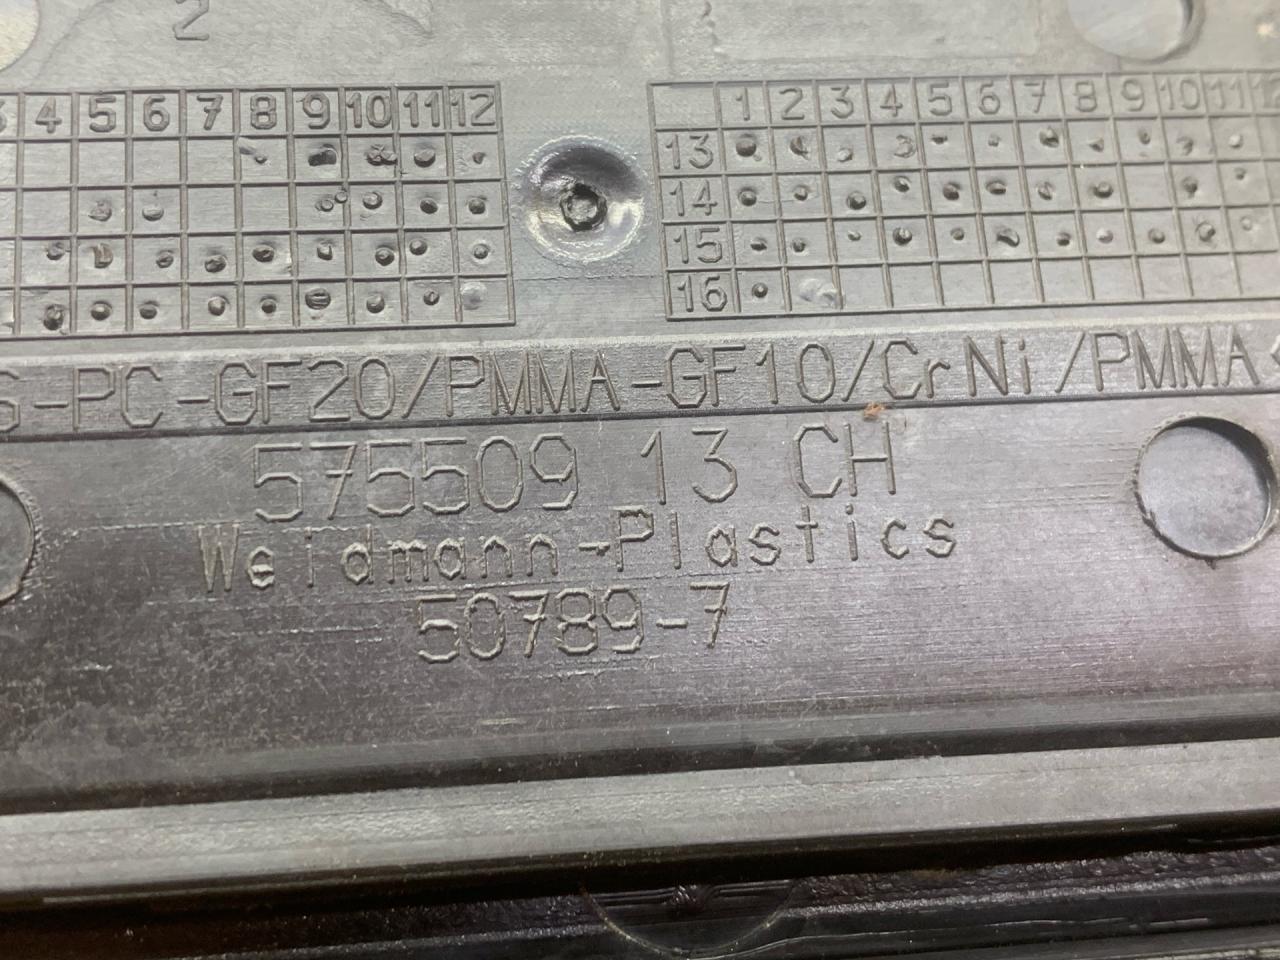 2
3 4 5 6 7 8 9 10 11 12
1 2 3 4 5 6 7 8 9 10 11 12
13
14
15
16
S-PC-GF20/PMMA-GF10/CrNi/PMMA<
575509 13 CH
Weidmann-Plastics
50789-7